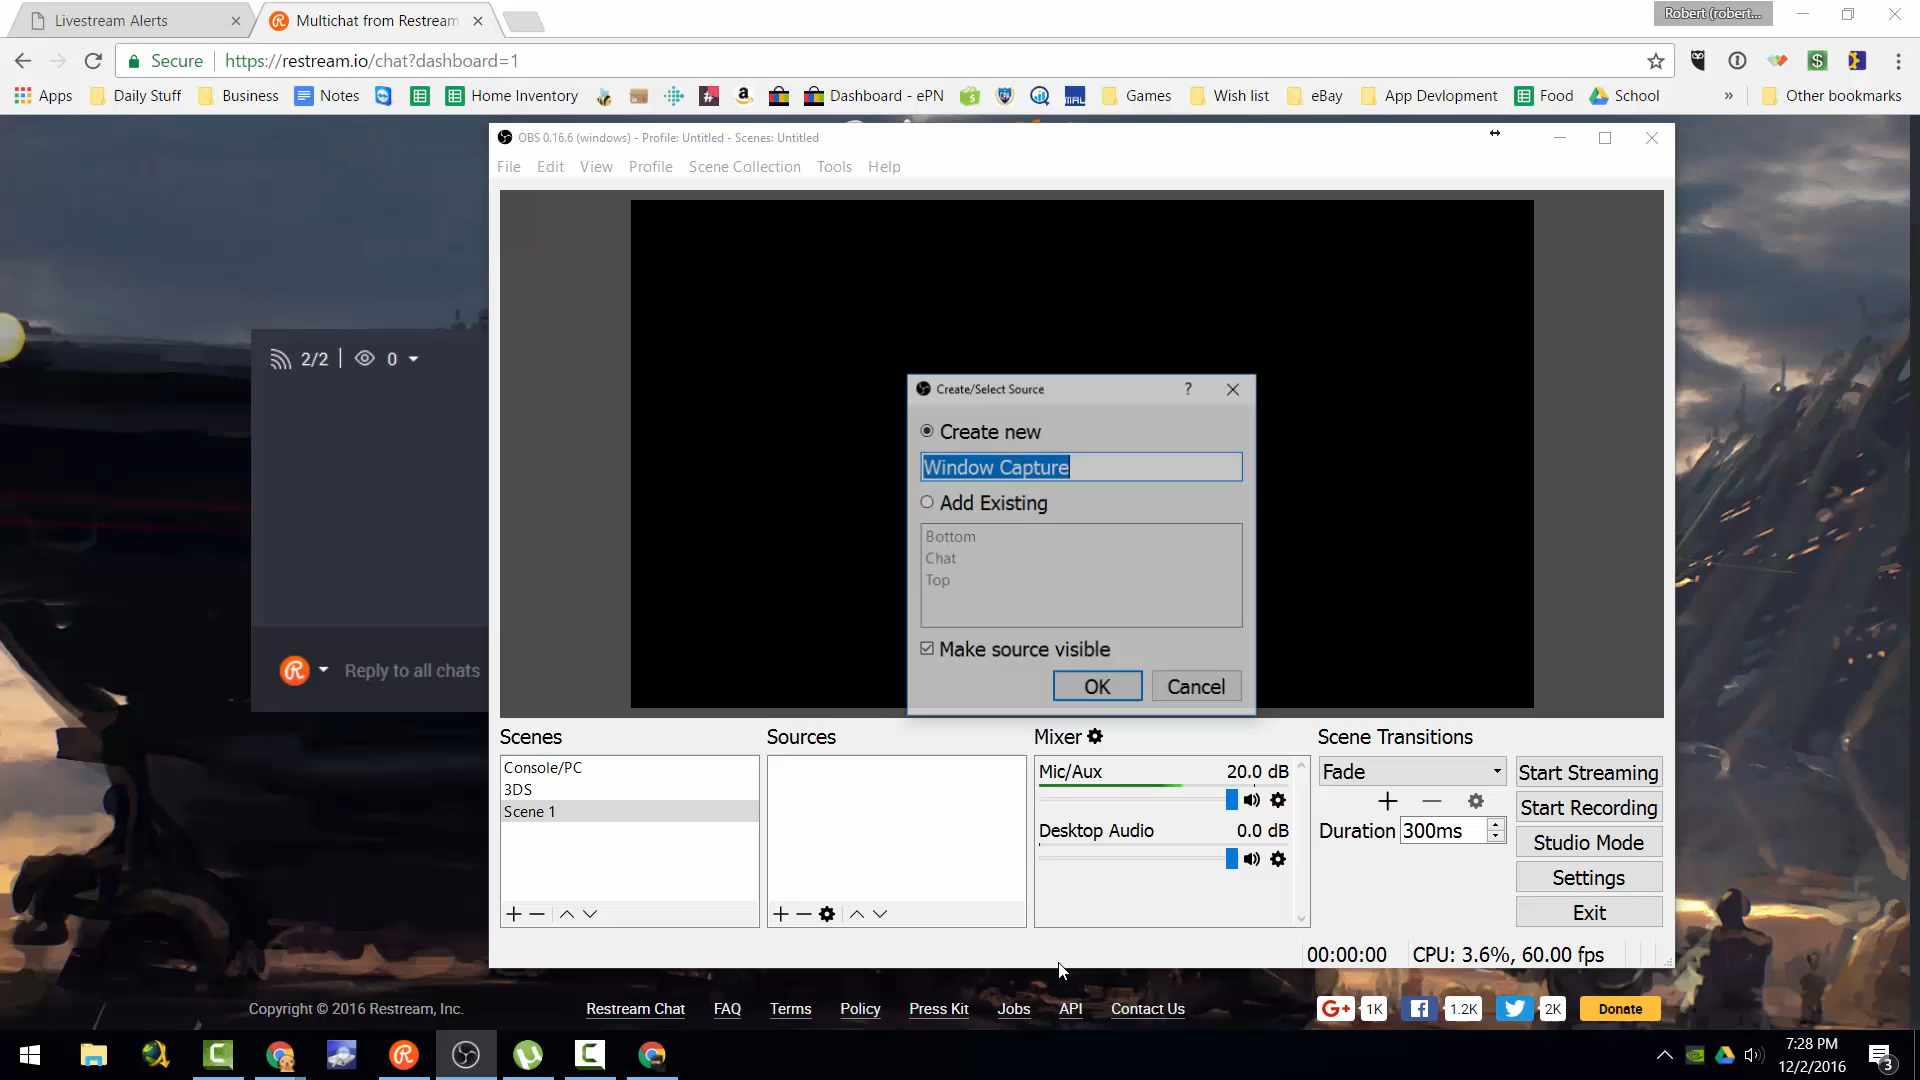 Livestream Alerts
Multichat from Restream
Robert (robert...
Secure
https://restream.io/chat?dashboard=1
Apps
Daily Stuff
Business
Notes
Home Inventory
Dashboard - ePN
Games
Wish list
eBay
App Devlopment
Food
School
»
Other bookmarks
OBS 0.16.6 (windows) - Profile: Untitled - Scenes: Untitled
File Edit View Profile Scene Collection Tools Help
2/2
0
Reply to all chats
Create/Select Source
?
Create new
Window Capture
Add Existing
Bottom
Chat
Top
Make source visible
OK
Cancel
Scenes
Console/PC
3DS
Scene 1
Sources
Mixer
Mic/Aux 20.0 dB
Desktop Audio 0.0 dB
Scene Transitions
Fade
Duration 300ms
Start Streaming
Start Recording
Studio Mode
Settings
Exit
00:00:00
CPU: 3.6%, 60.00 fps
Copyright © 2016 Restream, Inc.
Restream Chat
FAQ
Terms
Policy
Press Kit
Jobs
API
Contact Us
G+ 1K
1.2K
2K
Donate
7:28 PM
12/2/2016
3